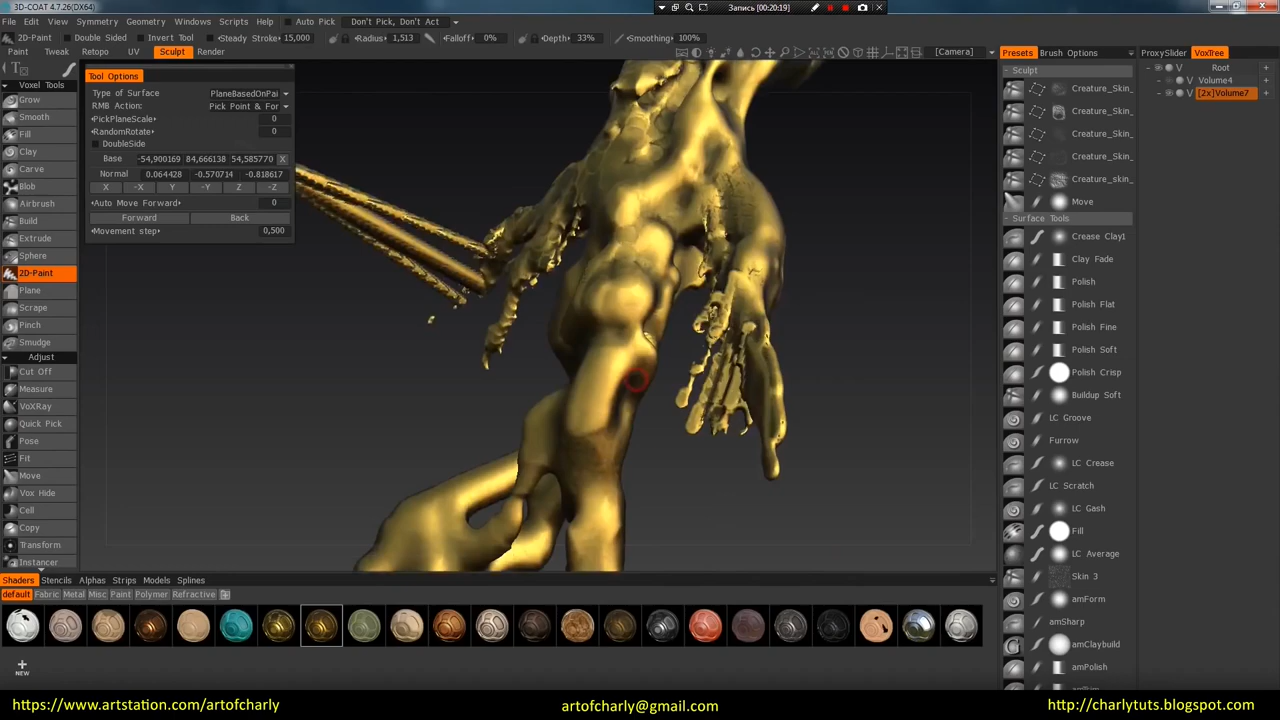 3D-COAT 4.7.26(DX64)
Запись [00:20:19]
File Edit View Symmetry Geometry Windows Scripts Help Auto Pick Don't Pick, Don't Act
2D-Paint Double Sided Invert Tool Steady Stroke 15,000 Radius 1,513 Falloff 0% Depth 33% Smoothing 100%
Paint Tweak Retopo UV Sculpt Render
[Camera]
Presets Brush Options
ProxySlider VoxTree
Tool Options
Type of Surface PlaneBasedOnPai
RMB Action: Pick Point & For
PickPlaneScale 0
RandomRotate 0
DoubleSide
Base -54,900169 84,666138 54,585770 X
Normal 0.064428 -0.570714 -0.818617
X -X Y -Y Z -Z
Auto Move Forward 0
Forward Back
Movement step 0,500
Voxel Tools
Grow
Smooth
Fill
Clay
Carve
Blob
Airbrush
Build
Extrude
Sphere
2D-Paint
Plane
Scrape
Pinch
Smudge
Adjust
Cut Off
Measure
VoXRay
Quick Pick
Pose
Fit
Move
Vox Hide
Cell
Copy
Transform
Instancer
Sculpt
Creature_Skin_
Creature_Skin_
Creature_Skin_
Creature_Skin_
Creature_skin_
Move
Surface Tools
Crease Clay1
Clay Fade
Polish
Polish Flat
Polish Fine
Polish Soft
Polish Crisp
Buildup Soft
LC Groove
Furrow
LC Crease
LC Scratch
LC Gash
Fill
LC Average
Skin 3
amForm
amSharp
amClaybuild
amPolish
V Root +
V Volume4 +
V [2x]Volume7 +
Shaders Stencils Alphas Strips Models Splines
default Fabric Metal Misc Paint Polymer Refractive
NEW
https://www.artstation.com/artofcharly
artofcharly@gmail.com
http://charlytuts.blogspot.com